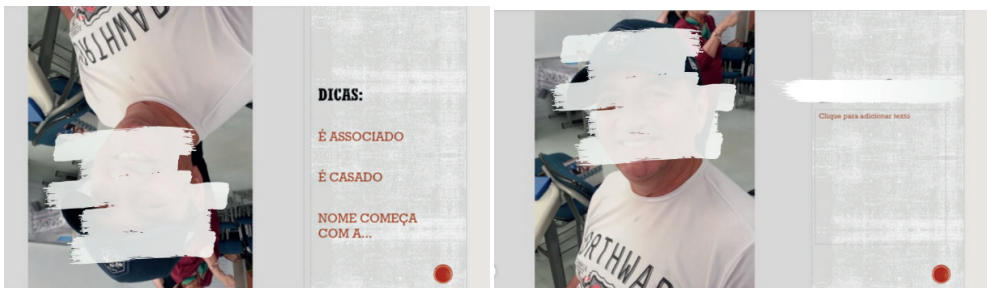 DICAS:
É ASSOCIADO
É CASADO
NOME COMEÇA
COM A...
Clique para adicionar texto